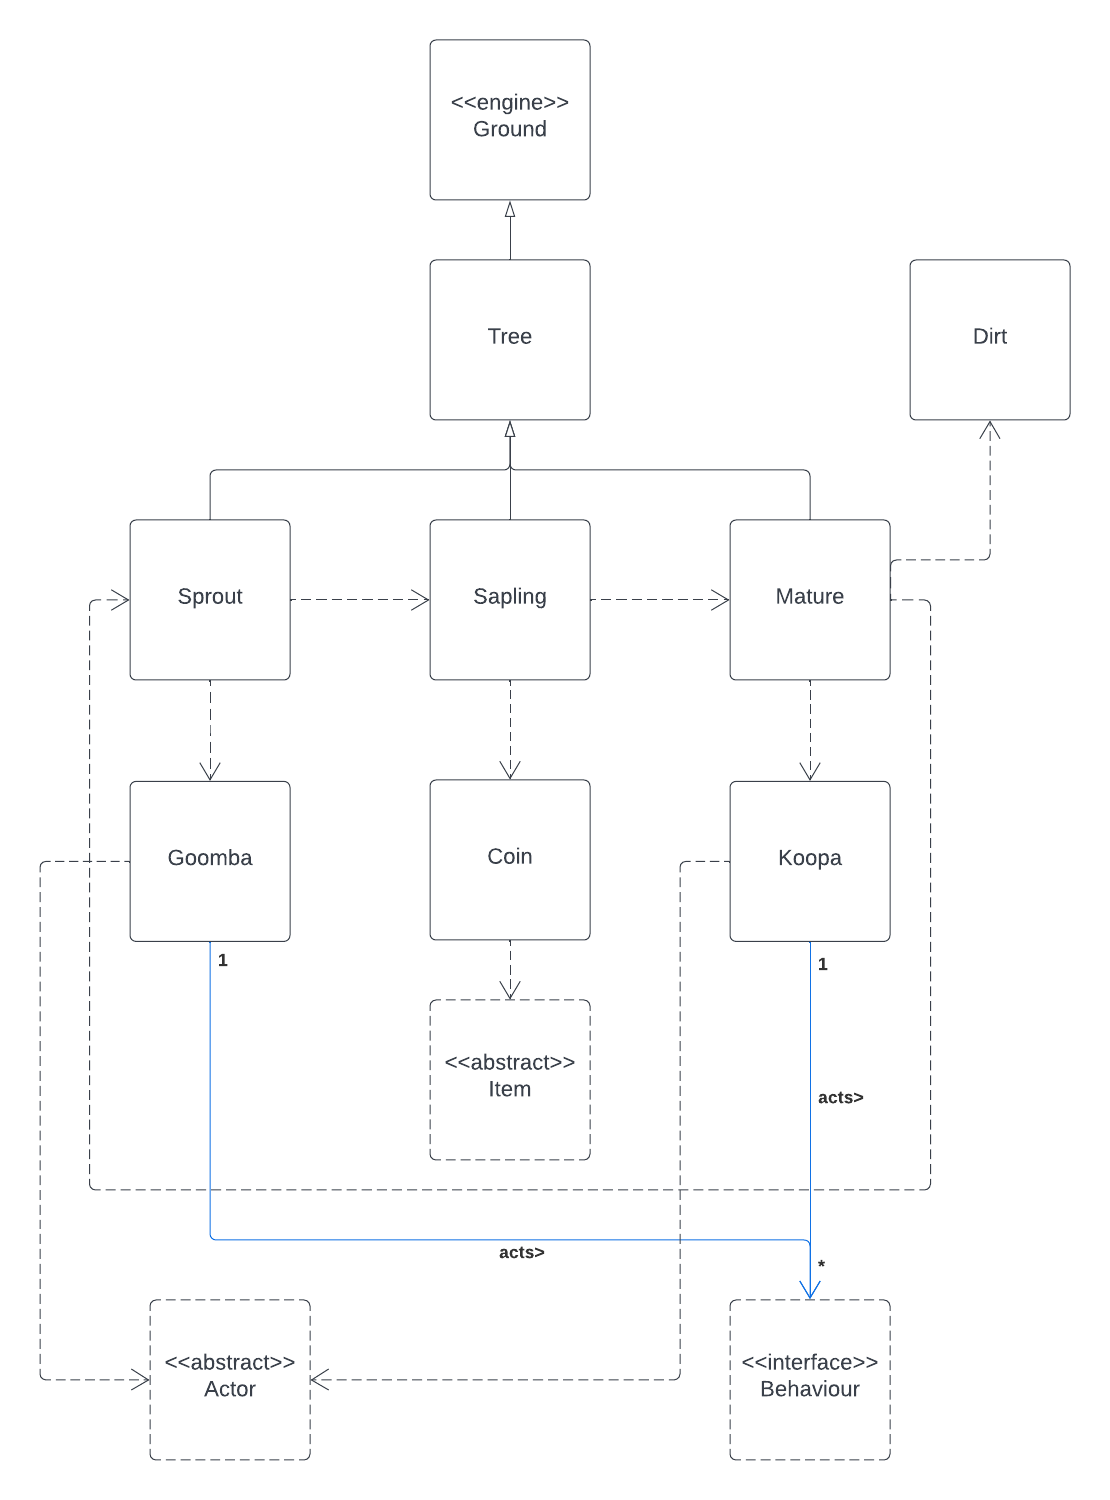 <<engine>>
Ground
Tree
Dirt
Sprout
Sapling
Mature
Goomba
Coin
Koopa
1
1
<<abstract>>
Item
acts>
acts>
*
<<abstract>>
Actor
<<interface>>
Behaviour